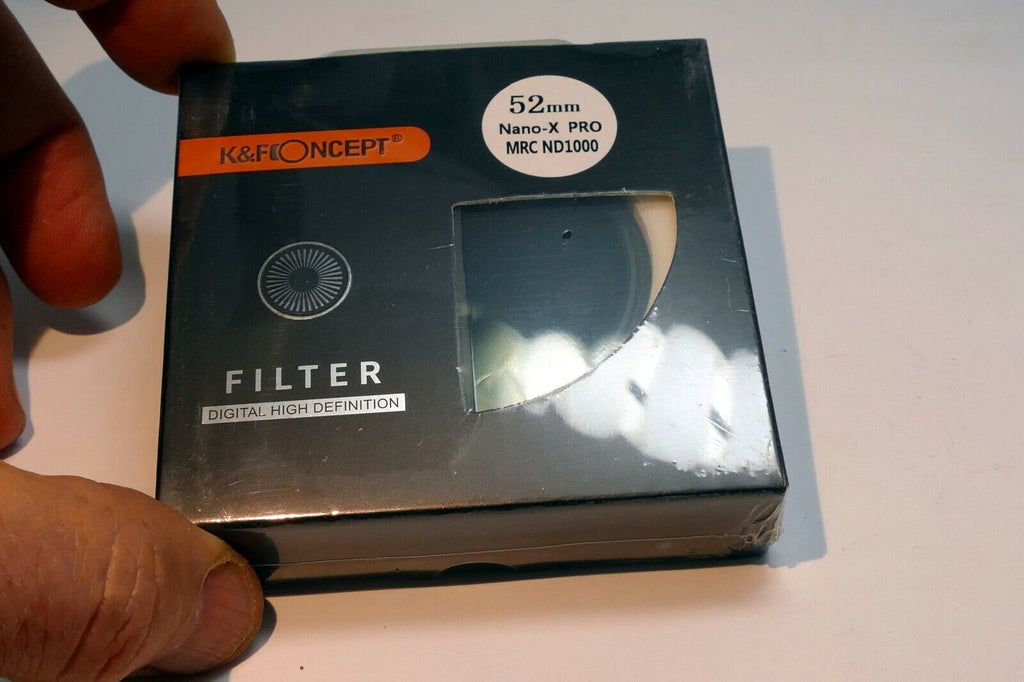 K&F CONCEPT®
52mm
Nano-X PRO
MRC ND1000
FILTER
DIGITAL HIGH DEFINITION